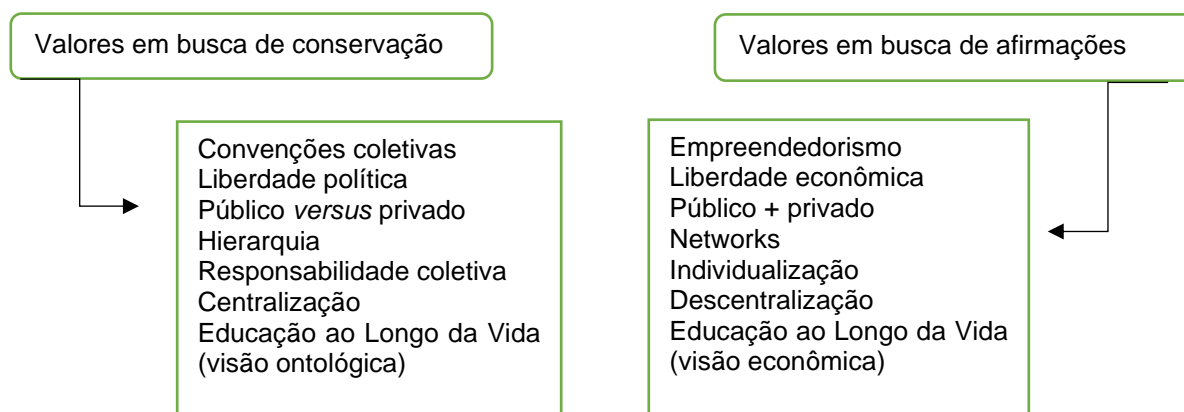 Valores em busca de conservação
Valores em busca de afirmações
Convenções coletivas
Liberdade política
Público versus privado
Hierarquia
Responsabilidade coletiva
Centralização
Educação ao Longo da Vida
(visão ontológica)
Empreendedorismo
Liberdade econômica
Público + privado
Networks
Individualização
Descentralização
Educação ao Longo da Vida
(visão econômica)